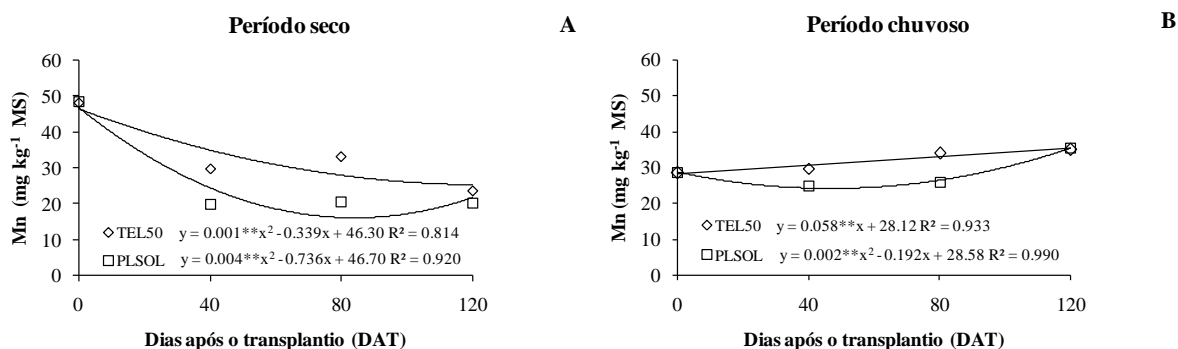 Período seco
A
Mn (mg kg⁻¹ MS)
60
50
40
30
20
10
0
TEL50 y = 0.001**x² -0.339x + 46.30 R² = 0.814
PLSOL y = 0.004**x² -0.736x + 46.70 R² = 0.920
0 40 80 120
Dias após o transplantio (DAT)
Período chuvoso
B
Mn (mg kg⁻¹ MS)
60
50
40
30
20
10
0
TEL50 y = 0.058**x + 28.12 R² = 0.933
PLSOL y = 0.002**x² -0.192x + 28.58 R² = 0.990
0 40 80 120
Dias após o transplantio (DAT)